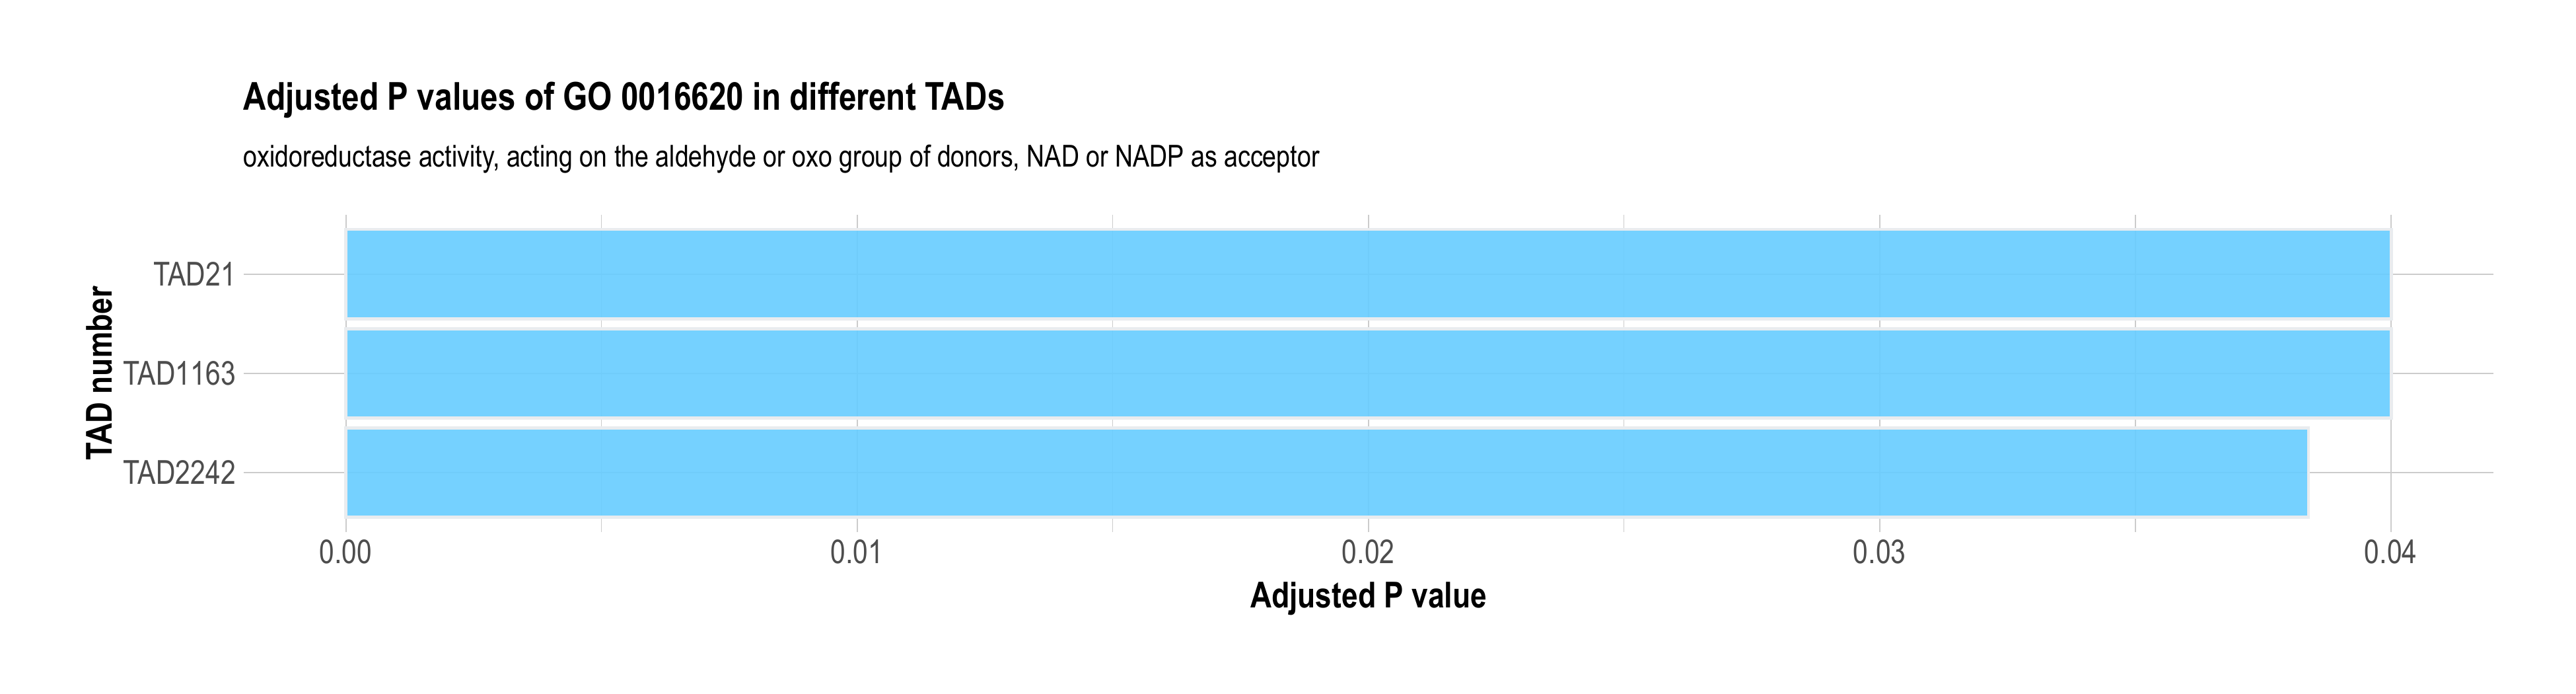 Adjusted P values of GO 0016620 in different TADs
oxidoreductase activity, acting on the aldehyde or oxo group of donors, NAD or NADP as acceptor
TAD number
TAD21
TAD1163
TAD2242
0.00
0.01
0.02
0.03
0.04
Adjusted P value